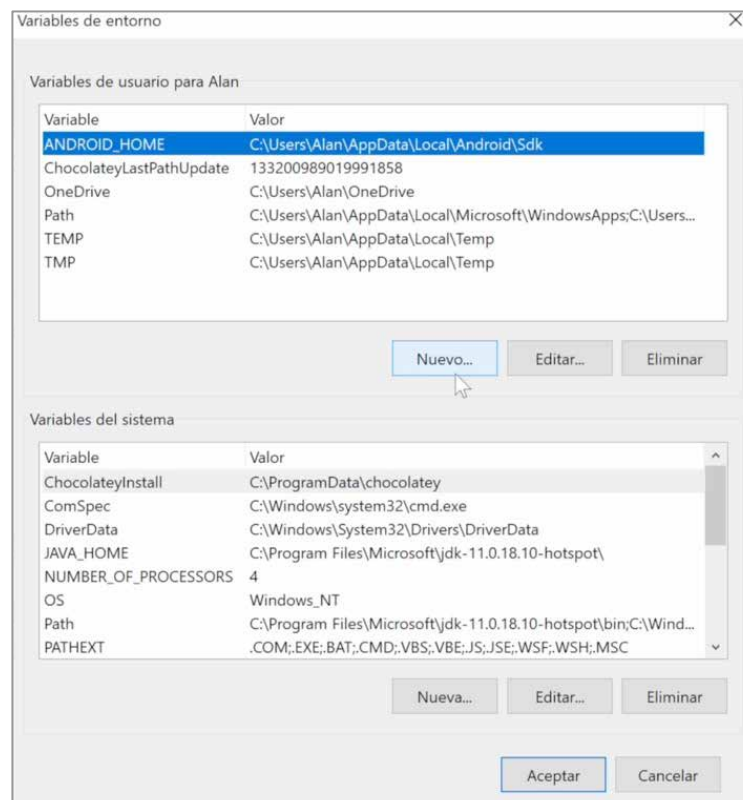 Variables de entorno
Variables de usuario para Alan
Variable Valor
ANDROID_HOME C:\Users\Alan\AppData\Local\Android\Sdk
ChocolateyLastPathUpdate 133200989019991858
OneDrive C:\Users\Alan\OneDrive
Path C:\Users\Alan\AppData\Local\Microsoft\WindowsApps;C:\Users...
TEMP C:\Users\Alan\AppData\Local\Temp
TMP C:\Users\Alan\AppData\Local\Temp
Nuevo... Editar... Eliminar
Variables del sistema
Variable Valor
ChocolateyInstall C:\ProgramData\chocolatey
ComSpec C:\Windows\system32\cmd.exe
DriverData C:\Windows\System32\Drivers\DriverData
JAVA_HOME C:\Program Files\Microsoft\jdk-11.0.18.10-hotspot\
NUMBER_OF_PROCESSORS 4
OS Windows_NT
Path C:\Program Files\Microsoft\jdk-11.0.18.10-hotspot\bin;C:\Wind...
PATHEXT .COM;.EXE;.BAT;.CMD;.VBS;.VBE;.JS;.JSE;.WSF;.WSH;.MSC
Nueva... Editar... Eliminar
Aceptar Cancelar